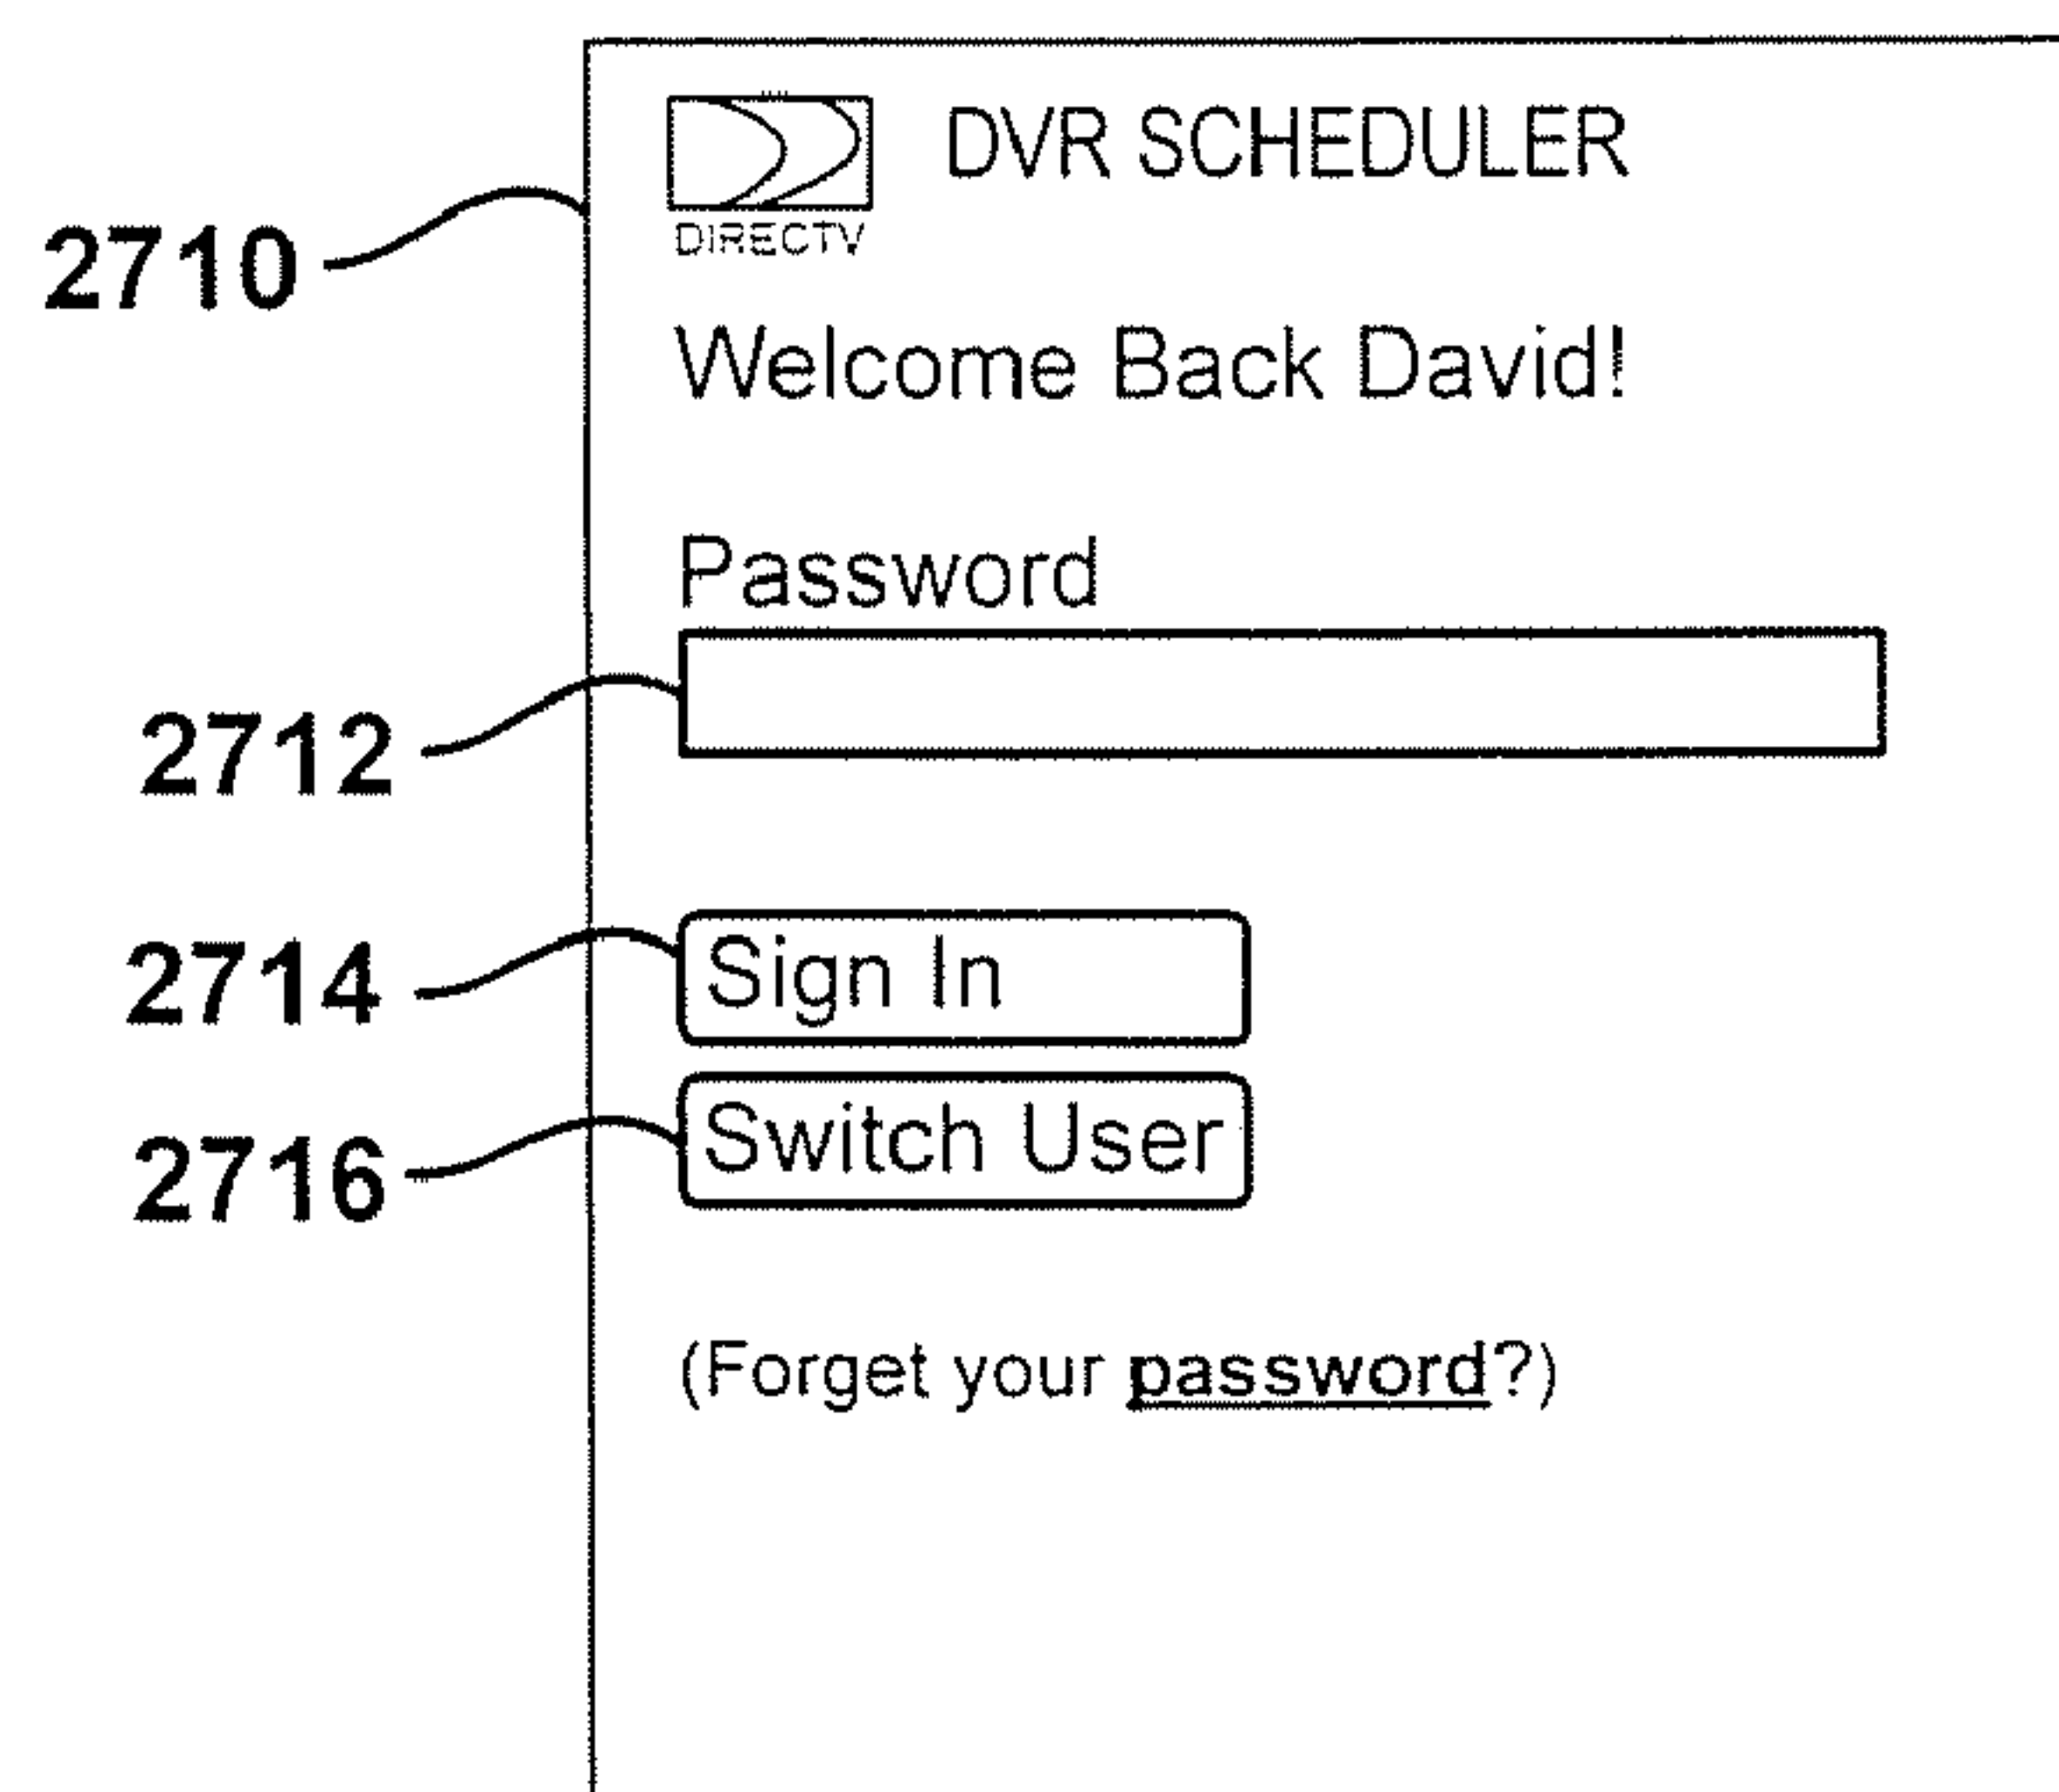 DVR SCHEDULER
DIRECTV
2710
Welcome Back David!
Password
2712
2714
Sign In
2716
Switch User
(Forget your password?)